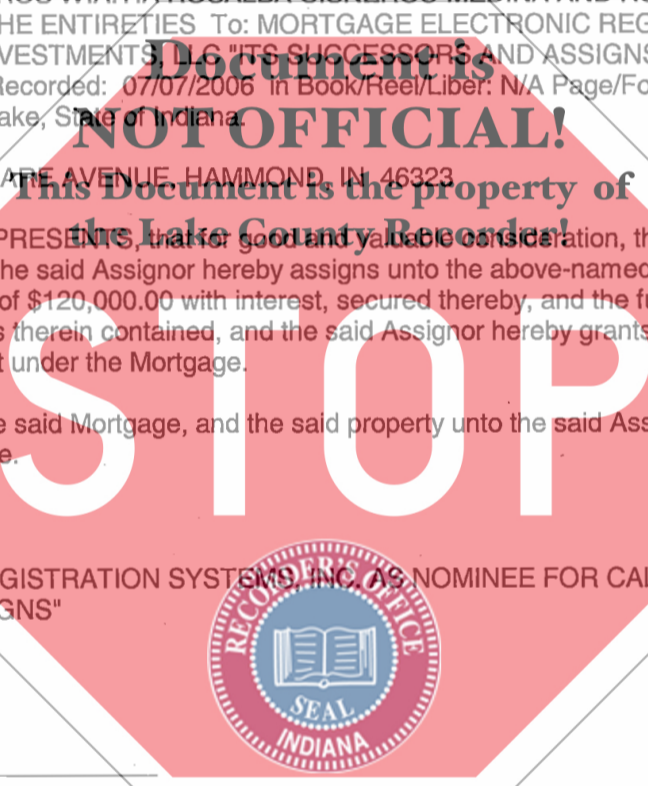 HE ENTIRETIES To: MORTGAGE ELECTRONIC REG
VESTMENTS, LLC "ITS SUCCESSORS AND ASSIGNS
Recorded: 07/07/2006 in Book/Reel/Liber: N/A Page/Fo
ake, State of Indiana.
Document is
NOT OFFICIAL!
This Document is the property of
the Lake County Recorder!
ARE AVENUE, HAMMOND, IN 46323
PRESENTS, that for good and valuable consideration, th
he said Assignor hereby assigns unto the above-named
of $120,000.00 with interest, secured thereby, and the fu
s therein contained, and the said Assignor hereby grants
t under the Mortgage.
STOP
e said Mortgage, and the said property unto the said Ass
e.
GISTRATION SYSTEMS, INC. AS NOMINEE FOR CAL
GNS"
RECORDER'S OFFICE
SEAL
INDIANA